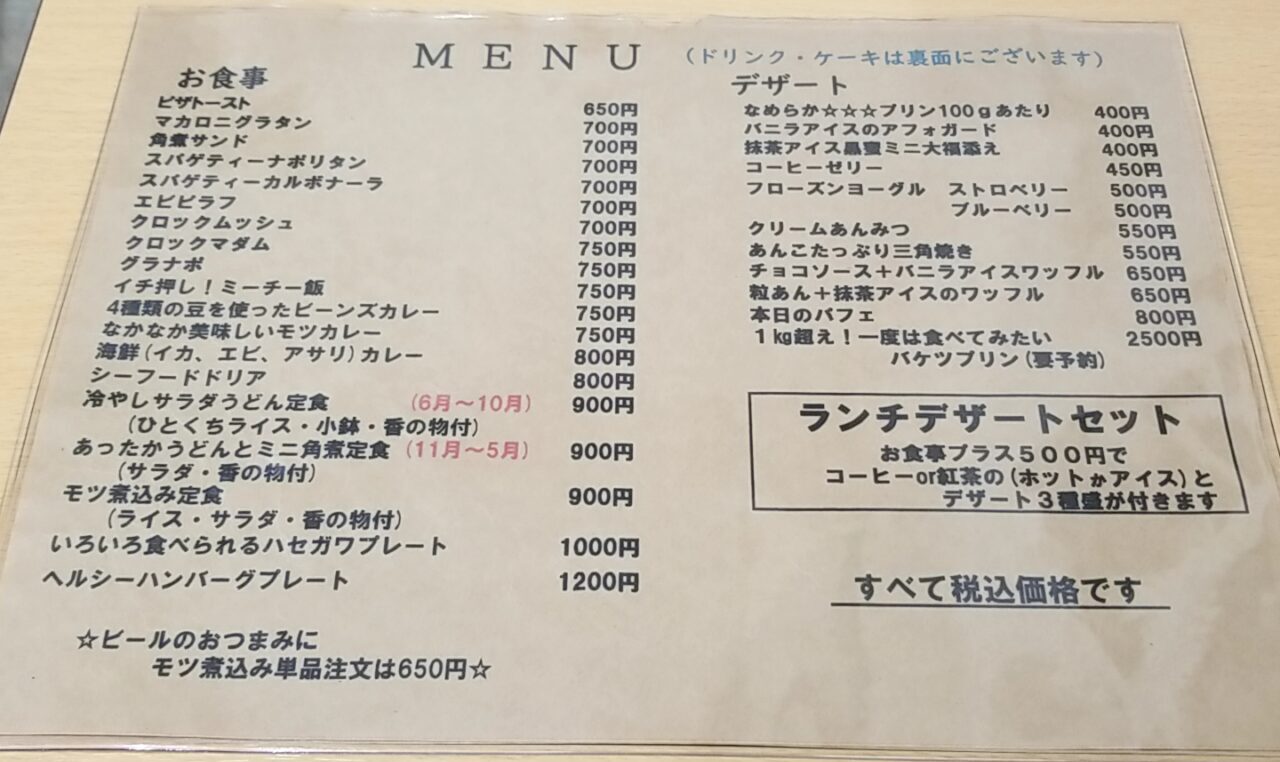 MENU (ドリンク・ケーキは裏面にございます)
お食事
ピザトースト 650円
マカロニグラタン 700円
角煮サンド 700円
スパゲティーナポリタン 700円
スパゲティーカルボナーラ 700円
エビピラフ 700円
クロックムッシュ 700円
クロックマダム 750円
グラナポ 750円
イチ押し!ミーチー飯 750円
4種類の豆を使ったビーンズカレー 750円
なかなか美味しいモツカレー 750円
海鮮(イカ、エビ、アサリ)カレー 800円
シーフードドリア 800円
冷やしサラダうどん定食 (6月~10月) 900円
(ひとくちライス・小鉢・香の物付)
あったかうどんとミニ角煮定食 (11月~5月) 900円
(サラダ・香の物付)
モツ煮込み定食 900円
(ライス・サラダ・香の物付)
いろいろ食べられるハセガワプレート 1000円
ヘルシーハンバーグプレート 1200円
☆ビールのおつまみに
モツ煮込み単品注文は650円☆
デザート
なめらか☆☆☆プリン100gあたり 400円
バニラアイスのアフォガード 400円
抹茶アイス黒蜜ミニ大福添え 400円
コーヒーゼリー 450円
フローズンヨーグル ストロベリー 500円
ブルーベリー 500円
クリームあんみつ 550円
あんこたっぷり三角焼き 550円
チョコソース+バニラアイスワッフル 650円
粒あん+抹茶アイスのワッフル 650円
本日のパフェ 800円
1㎏超え!一度は食べてみたい 2500円
バケツプリン(要予約)
ランチデザートセット
お食事プラス500円で
コーヒーor紅茶の(ホットかアイス)と
デザート3種盛が付きます
すべて税込価格です